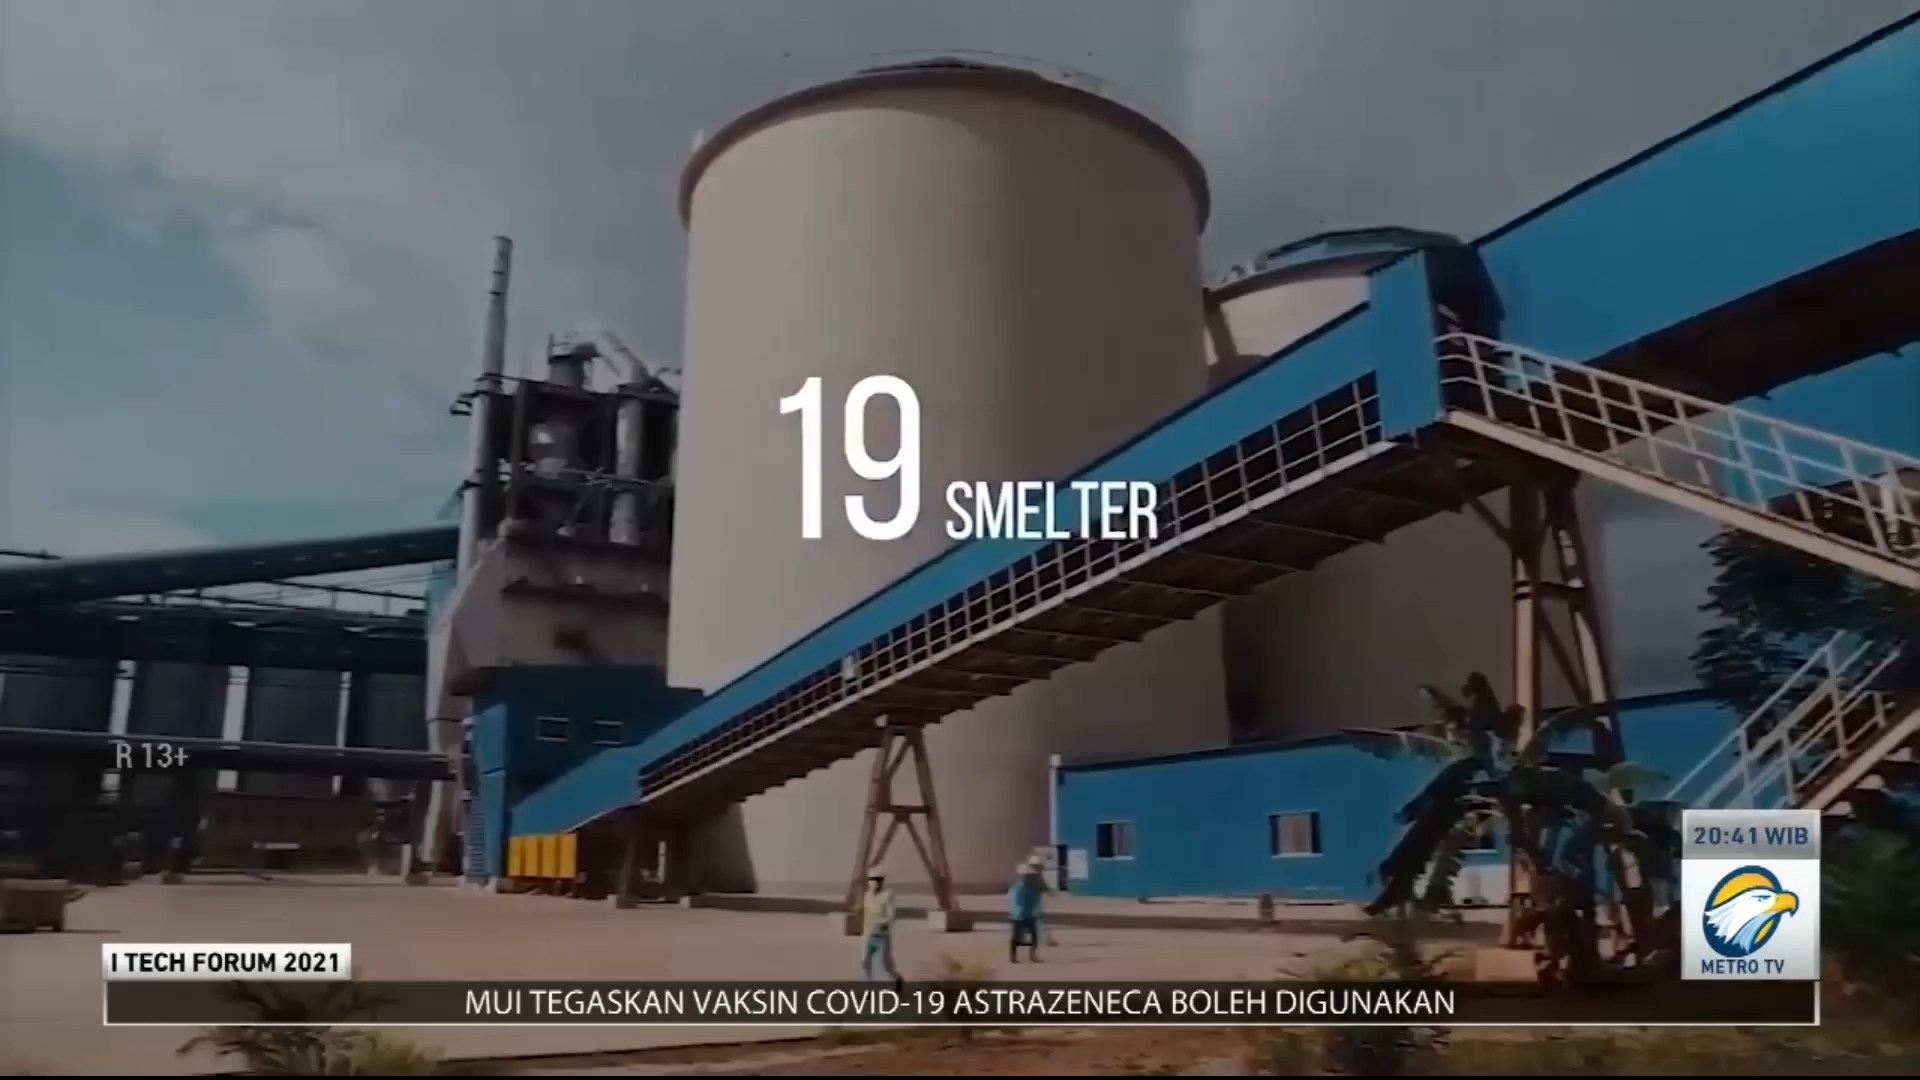 19 SMELTER
R 13+
20:41 WIB
METRO TV
I TECH FORUM 2021
MUI TEGASKAN VAKSIN COVID-19 ASTRAZENECA BOLEH DIGUNAKAN